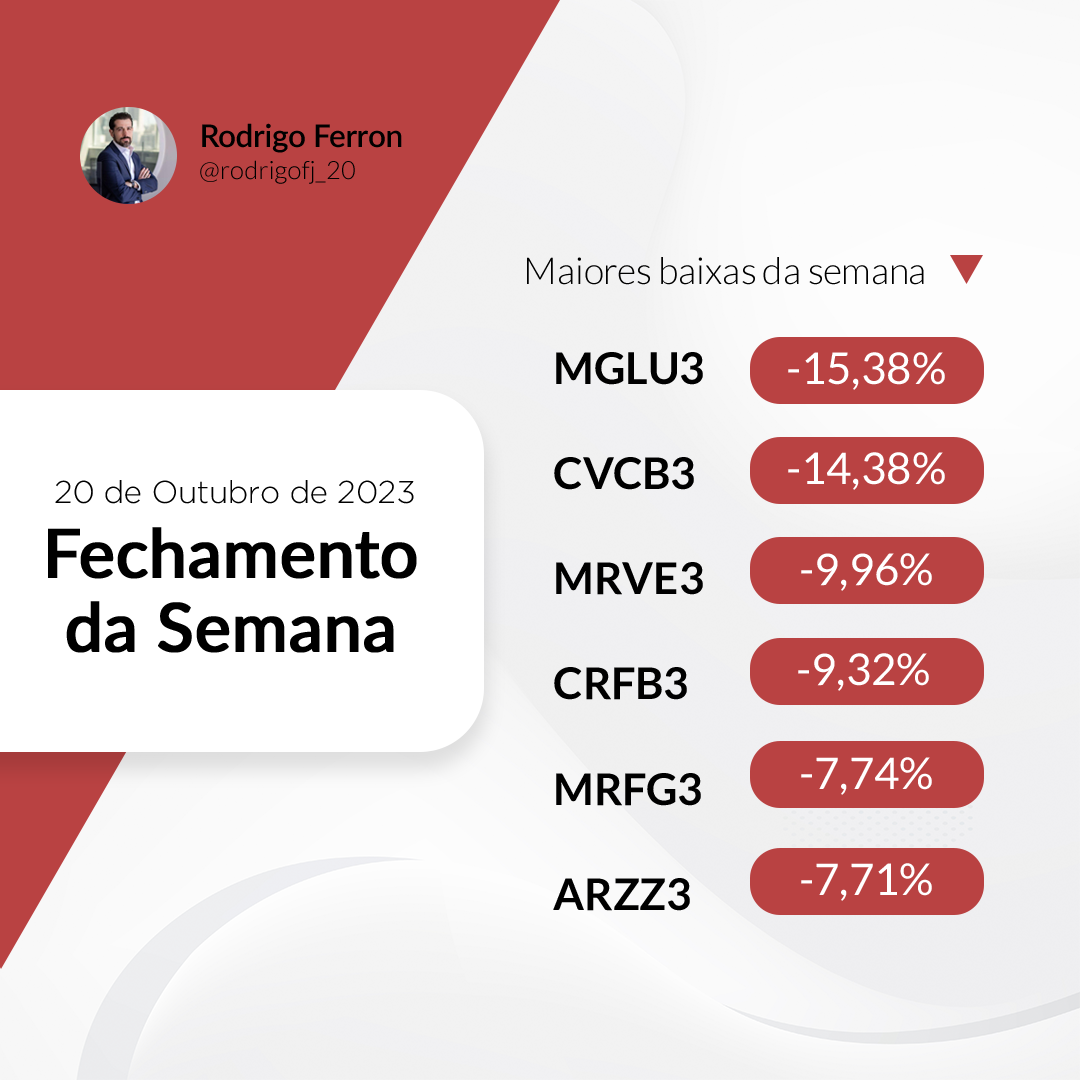 Rodrigo Ferron
@rodrigofj_20
Maiores baixas da semana
MGLU3 -15,38%
CVCB3 -14,38%
MRVE3 -9,96%
CRFB3 -9,32%
MRFG3 -7,74%
ARZZ3 -7,71%
20 de Outubro de 2023
Fechamento
da Semana